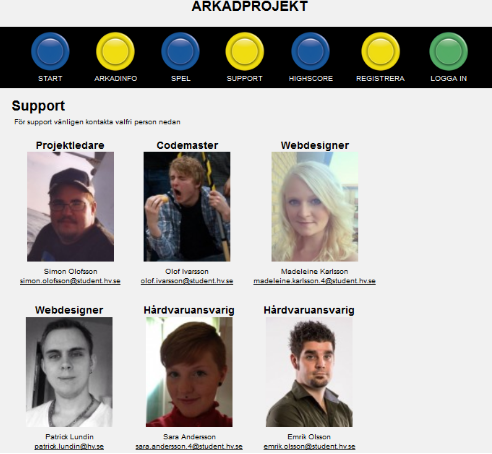 ARKADPROJEKT
START ARKADINFO SPEL SUPPORT HIGHSCORE REGISTRERA LOGGA IN
Support
För support vänligen kontakta valfri person nedan
Projektledare Codemaster Webdesigner
Simon Olofsson Olof Ivarsson Madeleine Karlsson
simon.olofsson@student.hv.se olof.ivarsson@student.hv.se madeleine.karlsson.4@student.hv.se
Webdesigner Hårdvaruansvarig Hårdvaruansvarig
Patrick Lundin Sara Andersson Emrik Olsson
patrick.lundin@hv.se sara.andersson.4@student.hv.se emrik.olsson@student.hv.se